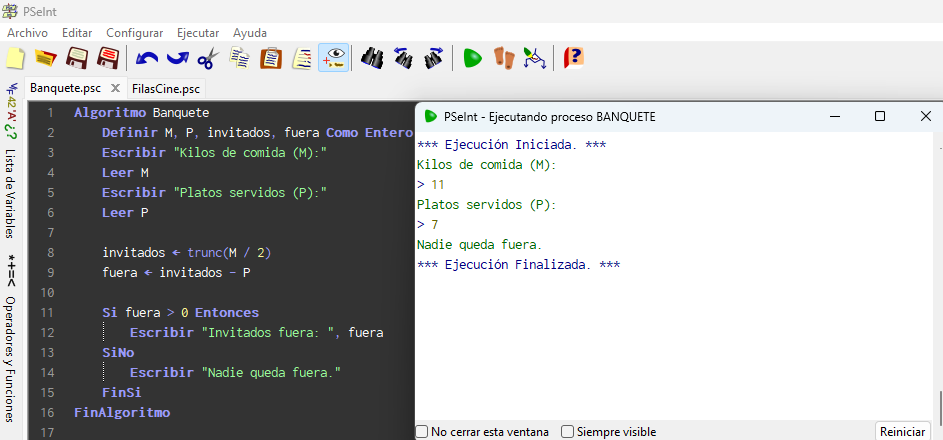 PSeInt
Archivo Editar Configurar Ejecutar Ayuda
Banquete.psc FilasCine.psc
Lista de Variables
Operadores y Funciones
1 Algoritmo Banquete
2 Definir M, P, invitados, fuera Como Entero
3 Escribir "Kilos de comida (M):"
4 Leer M
5 Escribir "Platos servidos (P):"
6 Leer P
7
8 invitados ← trunc(M / 2)
9 fuera ← invitados - P
10
11 Si fuera > 0 Entonces
12 Escribir "Invitados fuera: ", fuera
13 SiNo
14 Escribir "Nadie queda fuera."
15 FinSi
16 FinAlgoritmo
17
PSeInt - Ejecutando proceso BANQUETE
*** Ejecución Iniciada. ***
Kilos de comida (M):
> 11
Platos servidos (P):
> 7
Nadie queda fuera.
*** Ejecución Finalizada. ***
No cerrar esta ventana Siempre visible Reiniciar